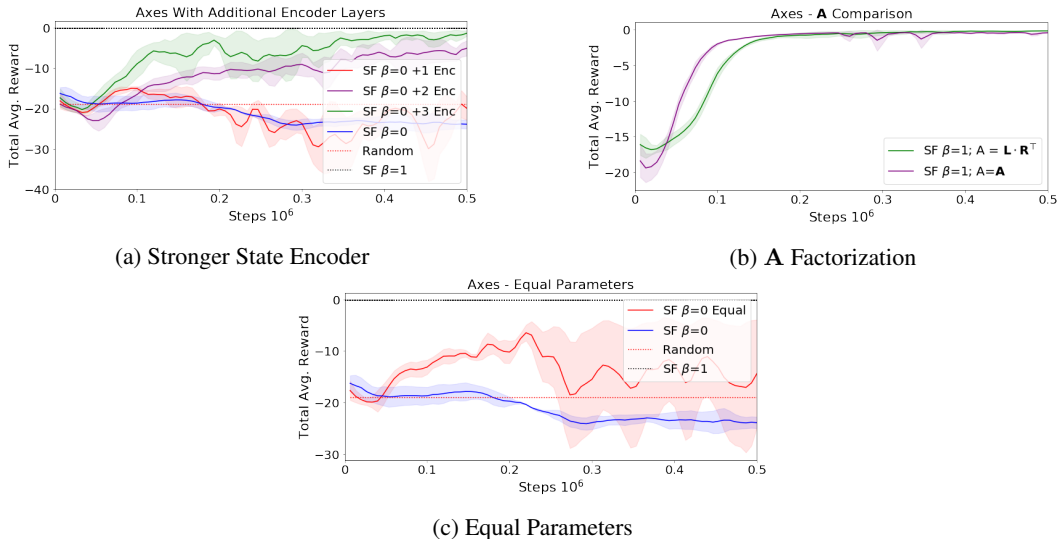 Axes With Additional Encoder Layers
0
−10
−20
−30
−40
Total Avg. Reward
SF β=0 +1 Enc
SF β=0 +2 Enc
SF β=0 +3 Enc
SF β=0
Random
SF β=1
0 0.1 0.2 0.3 0.4 0.5
Steps 10⁶
(a) Stronger State Encoder
Axes - A Comparison
0
−5
−10
−15
−20
Total Avg. Reward
SF β=1; A = L · R⊤
SF β=1; A=A
0 0.1 0.2 0.3 0.4 0.5
Steps 10⁶
(b) A Factorization
Axes - Equal Parameters
0
−10
−20
−30
Total Avg. Reward
SF β=0 Equal
SF β=0
Random
SF β=1
0 0.1 0.2 0.3 0.4 0.5
Steps 10⁶
(c) Equal Parameters